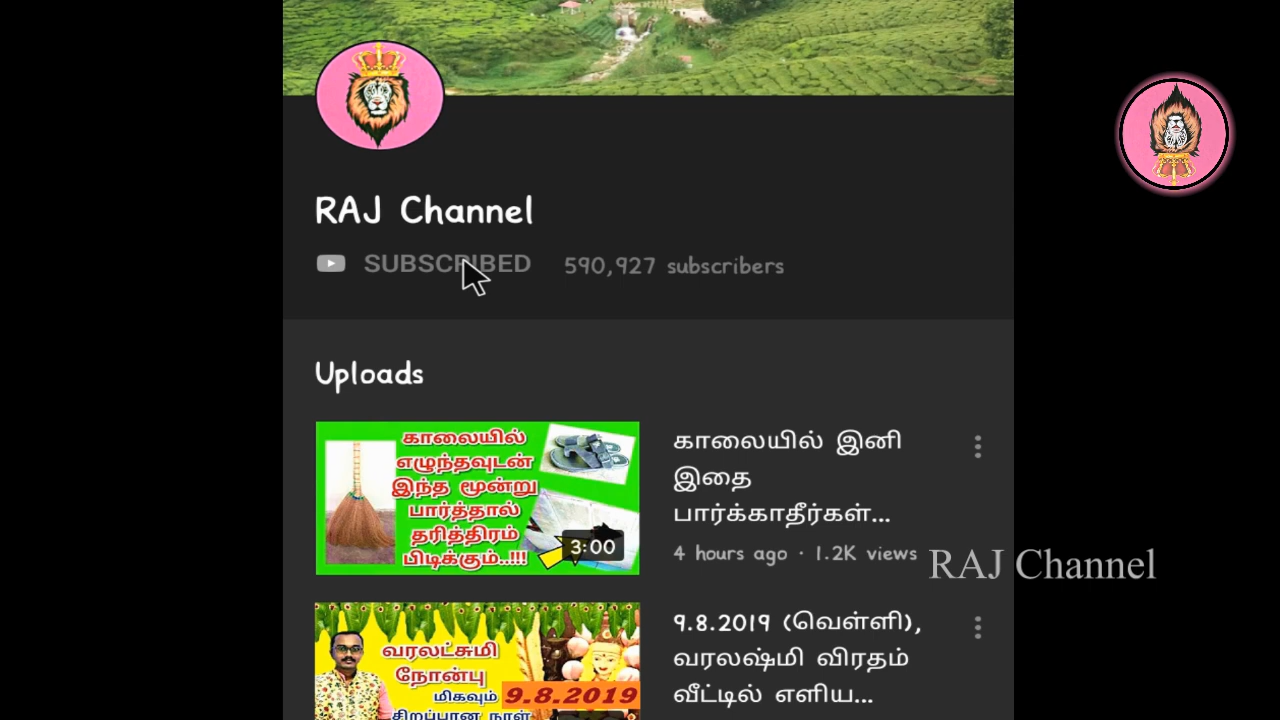 RAJ Channel
SUBSCRIBED 590,927 subscribers
Uploads
காலையில்
எழுந்தவுடன்
இந்த மூன்று
பார்த்தால்
தரித்திரம்
பிடிக்கும்..!!!
3:00
காலையில் இனி
இதை
பார்க்காதீர்கள்...
4 hours ago · 1.2K views
RAJ Channel
வரலட்சுமி
நோன்பு
மிகவும் 9.8.2019
சிறப்பான நாள்
9.8.2019 (வெள்ளி),
வரலஷ்மி விரதம்
வீட்டில் எளிய...